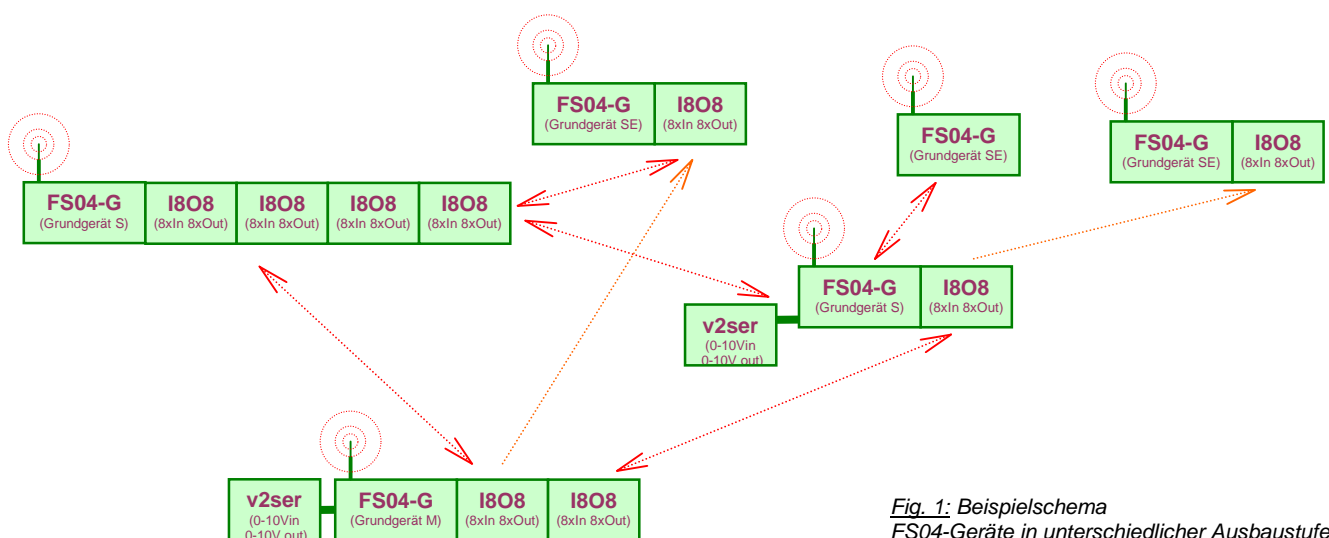 FS04-G I8O8
(Grundgerät SE) (8xIn 8xOut)
FS04-G
(Grundgerät SE)
FS04-G I8O8
(Grundgerät SE) (8xIn 8xOut)
FS04-G I8O8 I8O8 I8O8 I8O8
(Grundgerät S) (8xIn 8xOut) (8xIn 8xOut) (8xIn 8xOut) (8xIn 8xOut)
FS04-G I8O8
(Grundgerät S) (8xIn 8xOut)
v2ser
(0-10Vin
0-10V out)
v2ser
(0-10Vin
0-10V out)
FS04-G I8O8 I8O8
(Grundgerät M) (8xIn 8xOut) (8xIn 8xOut)
Fig. 1: Beispielschema
FS04-Geräte in unterschiedlicher Ausbaustufe